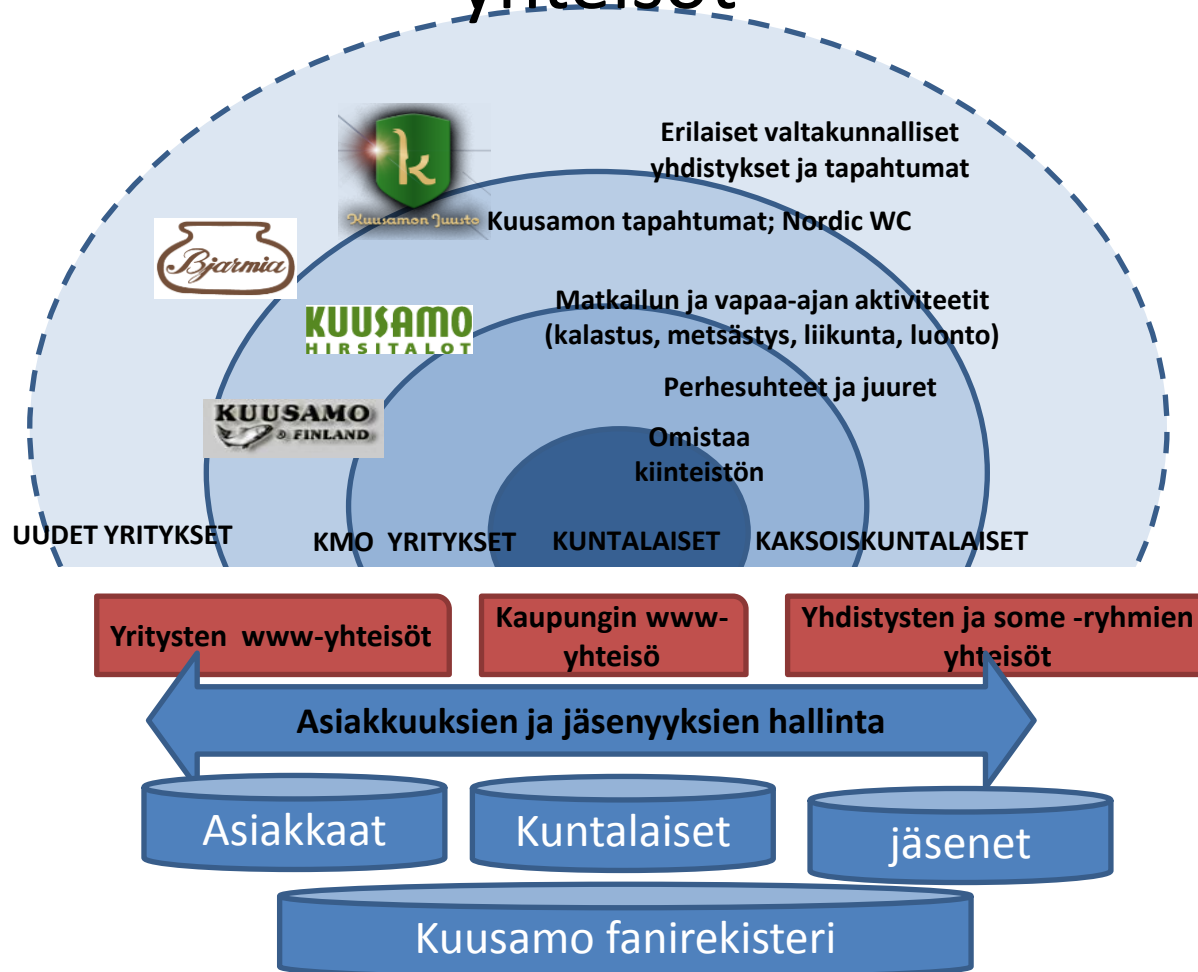 yhteisöt
Erilaiset valtakunnalliset
yhdistykset ja tapahtumat
k
Kuusamon Juusto
Kuusamon tapahtumat; Nordic WC
Bjarmia
Matkailun ja vapaa-ajan aktiviteetit
(kalastus, metsästys, liikunta, luonto)
KUUSAMO
HIRSITALOT
Perhesuhteet ja juuret
KUUSAMO
FINLAND
Omistaa
kiinteistön
UUDET YRITYKSET
KMO YRITYKSET
KUNTALAISET
KAKSOISKUNTALAISET
Yritysten www-yhteisöt
Kaupungin www-
yhteisö
Yhdistysten ja some -ryhmien
yhteisöt
Asiakkuuksien ja jäsenyyksien hallinta
Asiakkaat
Kuntalaiset
jäsenet
Kuusamo fanirekisteri